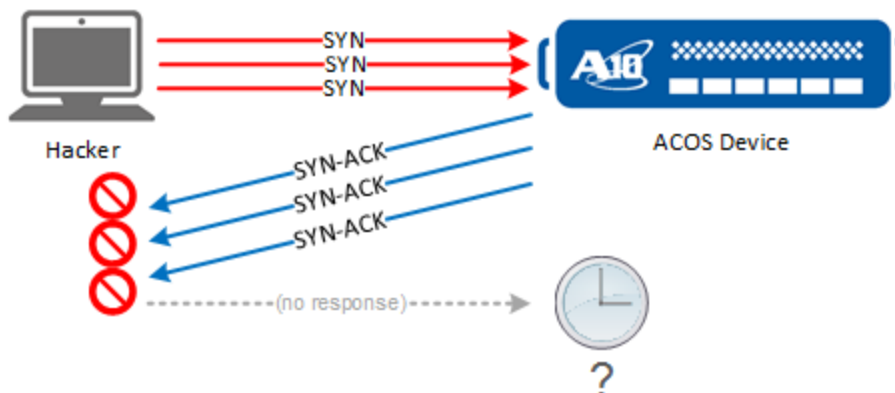 SYN
SYN
SYN
A10
Hacker
ACOS Device
SYN-ACK
SYN-ACK
SYN-ACK
(no response)
?